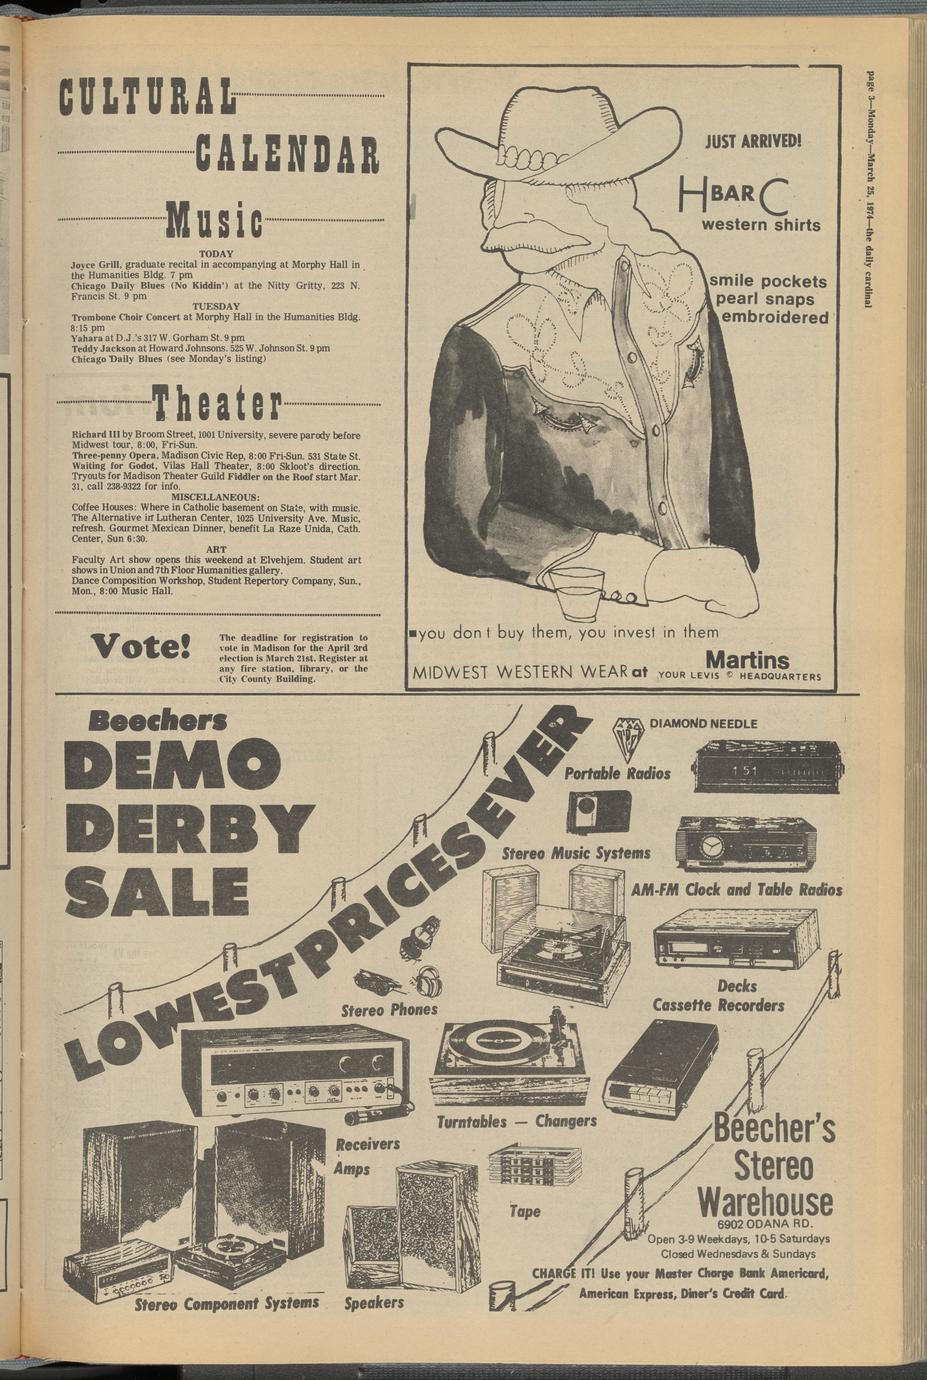 page 3—Monday—March 25, 1974—the daily cardinal
CULTURAL
CALENDAR
Music
TODAY
Joyce Grill, graduate recital in accompanying at Morphy Hall in
the Humanities Bldg. 7 pm
Chicago Daily Blues (No Kiddin') at the Nitty Gritty, 223 N.
Francis St. 9 pm
TUESDAY
Trombone Choir Concert at Morphy Hall in the Humanities Bldg.
8:15 pm
Yahara at D.J.'s 317 W. Gorham St. 9 pm
Teddy Jackson at Howard Johnsons. 525 W. Johnson St. 9 pm
Chicago Daily Blues (see Monday's listing)
Theater
Richard III by Broom Street, 1001 University, severe parody before
Midwest tour, 8:00, Fri-Sun.
Three-penny Opera, Madison Civic Rep, 8:00 Fri-Sun. 531 State St.
Waiting for Godot, Vilas Hall Theater, 8:00 Skloot's direction.
Tryouts for Madison Theater Guild Fiddler on the Roof start Mar.
31, call 238-9322 for info.
MISCELLANEOUS:
Coffee Houses: Where in Catholic basement on State, with music.
The Alternative in Lutheran Center, 1025 University Ave. Music,
refresh. Gourmet Mexican Dinner, benefit La Raze Unida, Cath.
Center, Sun 6:30.
ART
Faculty Art show opens this weekend at Elvehjem. Student art
shows in Union and 7th Floor Humanities gallery.
Dance Composition Workshop, Student Repertory Company, Sun.,
Mon., 8:00 Music Hall.
Vote!
The deadline for registration to
vote in Madison for the April 3rd
election is March 21st. Register at
any fire station, library, or the
City County Building.
JUST ARRIVED!
H BAR C
western shirts
smile pockets
pearl snaps
embroidered
you don't buy them, you invest in them
MIDWEST WESTERN WEAR at Martins
YOUR LEVIS © HEADQUARTERS
Beechers
DEMO
DERBY
SALE
LOWEST PRICES EVER
DIAMOND NEEDLE
Portable Radios
151
Stereo Music Systems
AM-FM Clock and Table Radios
Decks
Cassette Recorders
Stereo Phones
Turntables — Changers
Receivers
Amps
Tape
Stereo Component Systems
Speakers
Beecher's
Stereo
Warehouse
6902 ODANA RD.
Open 3-9 Weekdays, 10-5 Saturdays
Closed Wednesdays & Sundays
CHARGE IT! Use your Master Charge Bank Americard,
American Express, Diner's Credit Card.